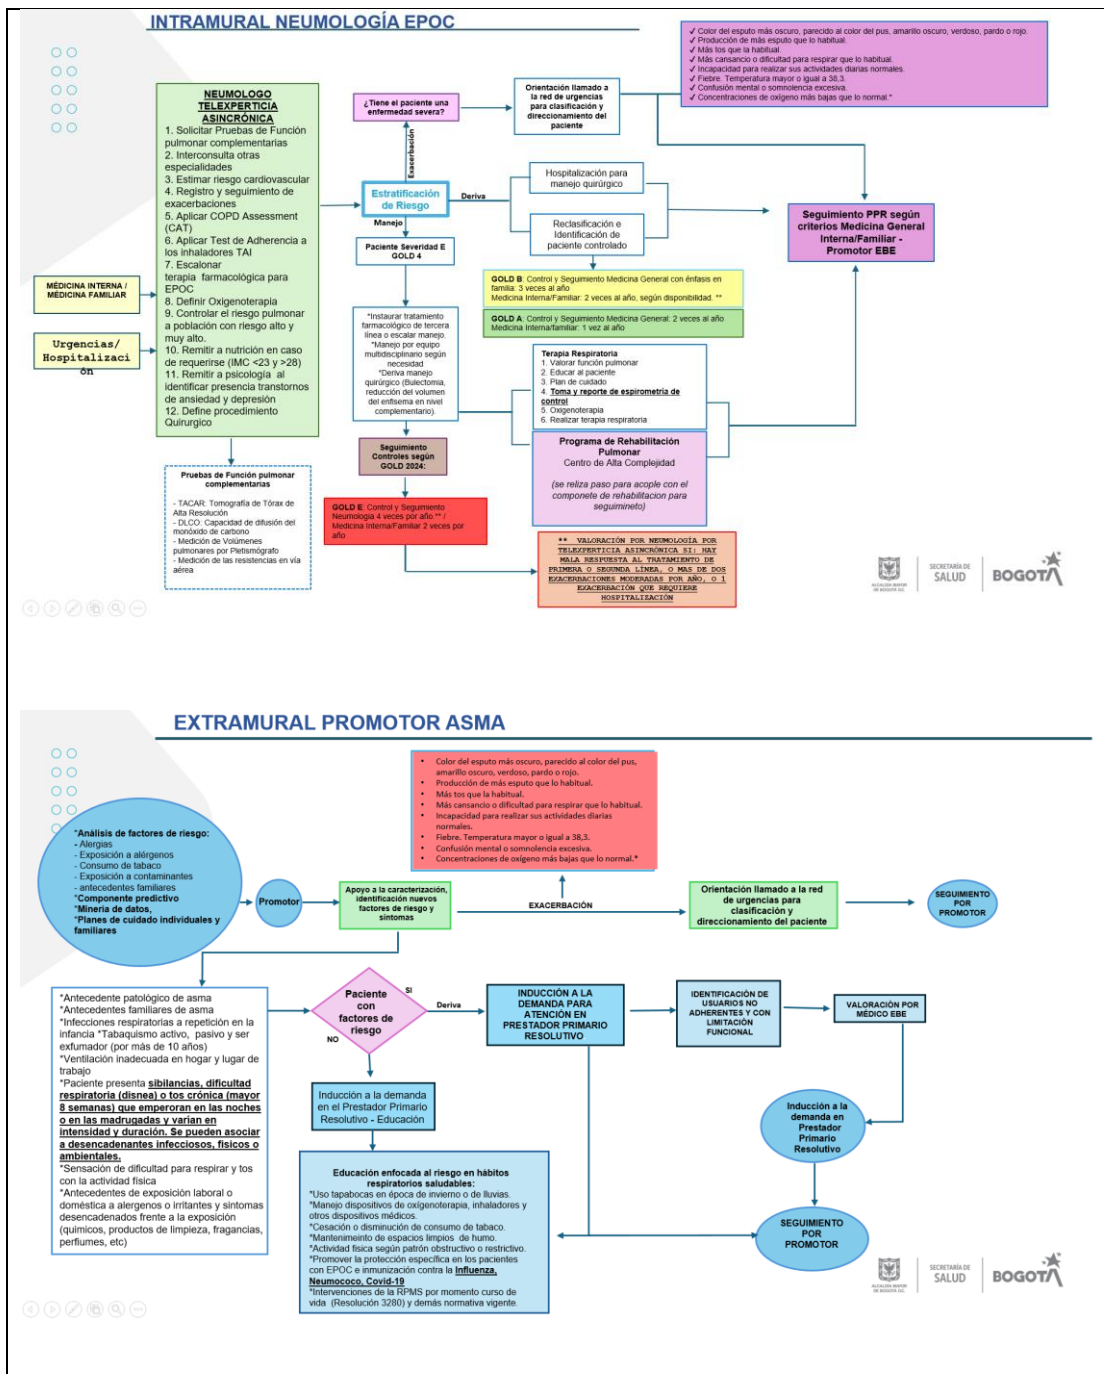 INTRAMURAL NEUMOLOGÍA EPOC
✓ Color del esputo más oscuro, parecido al color del pus, amarillo oscuro, verdoso, pardo o rojo.
✓ Producción de más esputo que lo habitual.
✓ Más tos que la habitual.
✓ Más cansancio o dificultad para respirar que lo habitual.
✓ Incapacidad para realizar sus actividades diarias normales.
✓ Fiebre. Temperatura mayor o igual a 38,3.
✓ Confusión mental o somnolencia excesiva.
✓ Concentraciones de oxígeno más bajas que lo normal.*
NEUMOLOGO
TELEXPERTICIA
ASINCRÓNICA
1. Solicitar Pruebas de Función
pulmonar complementarias
2. Interconsulta otras
especialidades
3. Estimar riesgo cardiovascular
4. Registro y seguimiento de
exacerbaciones
5. Aplicar COPD Assessment
(CAT)
6. Aplicar Test de Adherencia a
los inhaladores TAI
7. Escalonar
terapia farmacológica para
EPOC
8. Definir Oxigenoterapia
9. Controlar el riesgo pulmonar
a población con riesgo alto y
muy alto.
10. Remitir a nutrición en caso
de requerirse (IMC <23 y >28)
11. Remitir a psicología al
identificar presencia transtornos
de ansiedad y depresión
12. Define procedimiento
Quirurgico
MÉDICINA INTERNA /
MÉDICINA FAMILIAR
Urgencias/
Hospitalizaci
ón
Pruebas de Función pulmonar
complementarias
- TACAR: Tomografía de Tórax de
Alta Resolución
- DLCO: Capacidad de difusión del
monóxido de carbono
- Medición de Volúmenes
pulmonares por Pletismógrafo
- Medición de las resistencias en vía
aérea
¿Tiene el paciente una
enfermedad severa?
Orientación llamado a
la red de urgencias
para clasificación y
direccionamiento del
paciente
Exacerbación
Estratificación
de Riesgo
Deriva
Manejo
Hospitalización para
manejo quirúrgico
Reclasificación e
Identificación de
paciente controlado
Seguimiento PPR según
criterios Medicina General
Interna/Familiar -
Promotor EBE
Paciente Severidad E
GOLD 4
GOLD B: Control y Seguimiento Medicina General con énfasis en
familia: 3 veces al año
Medicina Interna/Familiar: 2 veces al año, según disponibilidad. **
GOLD A: Control y Seguimiento Medicina General: 2 veces al año
Medicina Interna/familiar: 1 vez al año
*Instaurar tratamiento
farmacológico de tercera
línea o escalar manejo.
*Manejo por equipo
multidisciplinario según
necesidad
*Deriva manejo
quirúrgico (Bulectomia,
reducción del volumen
del enfisema en nivel
complementario).
Terapia Respiratoria
1. Valorar función pulmonar
2. Educar al paciente
3. Plan de cuidado
4. Toma y reporte de espirometría de
control
5. Oxigenoterapia
6. Realizar terapia respiratoria
Programa de Rehabilitación
Pulmonar
Centro de Alta Complejidad
(se reliza paso para acople con el
componete de rehabilitacion para
seguimineto)
Seguimiento
Controles según
GOLD 2024:
GOLD E: Control y Seguimiento
Neumología 4 veces por año ** /
Medicina Interna/Familiar 2 veces por
año
** VALORACIÓN POR NEUMOLOGÍA POR
TELEXPERTICIA ASINCRÓNICA SI: HAY
MALA RESPUESTA AL TRATAMIENTO DE
PRIMERA O SEGUNDA LÍNEA, O MAS DE DOS
EXACERBACIONES MODERADAS POR AÑO, O 1
EXACERBACIÓN QUE REQUIERE
HOSPITALIZACIÓN
ALCALDÍA MAYOR
DE BOGOTÁ D.C.
SECRETARÍA DE
SALUD
BOGOTÁ
EXTRAMURAL PROMOTOR ASMA
• Color del esputo más oscuro, parecido al color del pus,
amarillo oscuro, verdoso, pardo o rojo.
• Producción de más esputo que lo habitual.
• Más tos que la habitual.
• Más cansancio o dificultad para respirar que lo habitual.
• Incapacidad para realizar sus actividades diarias
normales.
• Fiebre. Temperatura mayor o igual a 38,3.
• Confusión mental o somnolencia excesiva.
• Concentraciones de oxígeno más bajas que lo normal.*
*Análisis de factores de riesgo:
- Alergias
- Exposición a alérgenos
- Consumo de tabaco
- Exposición a contaminantes
- antecedentes familiares
*Componente predictivo
*Minería de datos,
*Planes de cuidado individuales y
familiares
Promotor
Apoyo a la caracterización,
identificación nuevos
factores de riesgo y
síntomas
EXACERBACIÓN
Orientación llamado a la red
de urgencias para
clasificación y
direccionamiento del paciente
SEGUIMIENTO
POR
PROMOTOR
*Antecedente patológico de asma
*Antecedentes familiares de asma
*Infecciones respiratorias a repetición en la
infancia *Tabaquismo activo, pasivo y ser
exfumador (por más de 10 años)
*Ventilación inadecuada en hogar y lugar de
trabajo
*Paciente presenta sibilancias, dificultad
respiratoria (disnea) o tos crónica (mayor
8 semanas) que emperoran en las noches
o en las madrugadas y varían en
intensidad y duración. Se pueden asociar
a desencadenantes infecciosos, físicos o
ambientales.
*Sensación de dificultad para respirar y tos
con la actividad física
*Antecedentes de exposición laboral o
doméstica a alergenos o irritantes y síntomas
desencadenados frente a la exposición
(quimicos, productos de limpieza, fragancias,
perfiumes, etc)
Paciente
con
factores de
riesgo
SI
NO
Deriva
INDUCCIÓN A LA
DEMANDA PARA
ATENCIÓN EN
PRESTADOR PRIMARIO
RESOLUTIVO
IDENTIFICACIÓN DE
USUARIOS NO
ADHERENTES Y CON
LIMITACIÓN
FUNCIONAL
VALORACIÓN POR
MÉDICO EBE
Inducción a la demanda
en el Prestador Primario
Resolutivo - Educación
Inducción a la
demanda en
Prestador
Primario
Resolutivo
Educación enfocada al riesgo en hábitos
respiratorios saludables:
*Uso tapabocas en época de invierno o de lluvias.
*Manejo dispositivos de oxígenoterapia, inhaladores y
otros dispositivos médicos.
*Cesación o disminución de consumo de tabaco.
*Mantenimeinto de espacios limpios de humo.
*Actividad física según patrón obstructivo o restrictivo.
*Promover la protección específica en los pacientes
con EPOC e inmunización contra la Influenza,
Neumococo, Covid-19
*Intervenciones de la RPMS por momento curso de
vida (Resolución 3280) y demás normativa vigente.
SEGUIMIENTO
POR
PROMOTOR
ALCALDÍA MAYOR
DE BOGOTÁ D.C.
SECRETARÍA DE
SALUD
BOGOTÁ